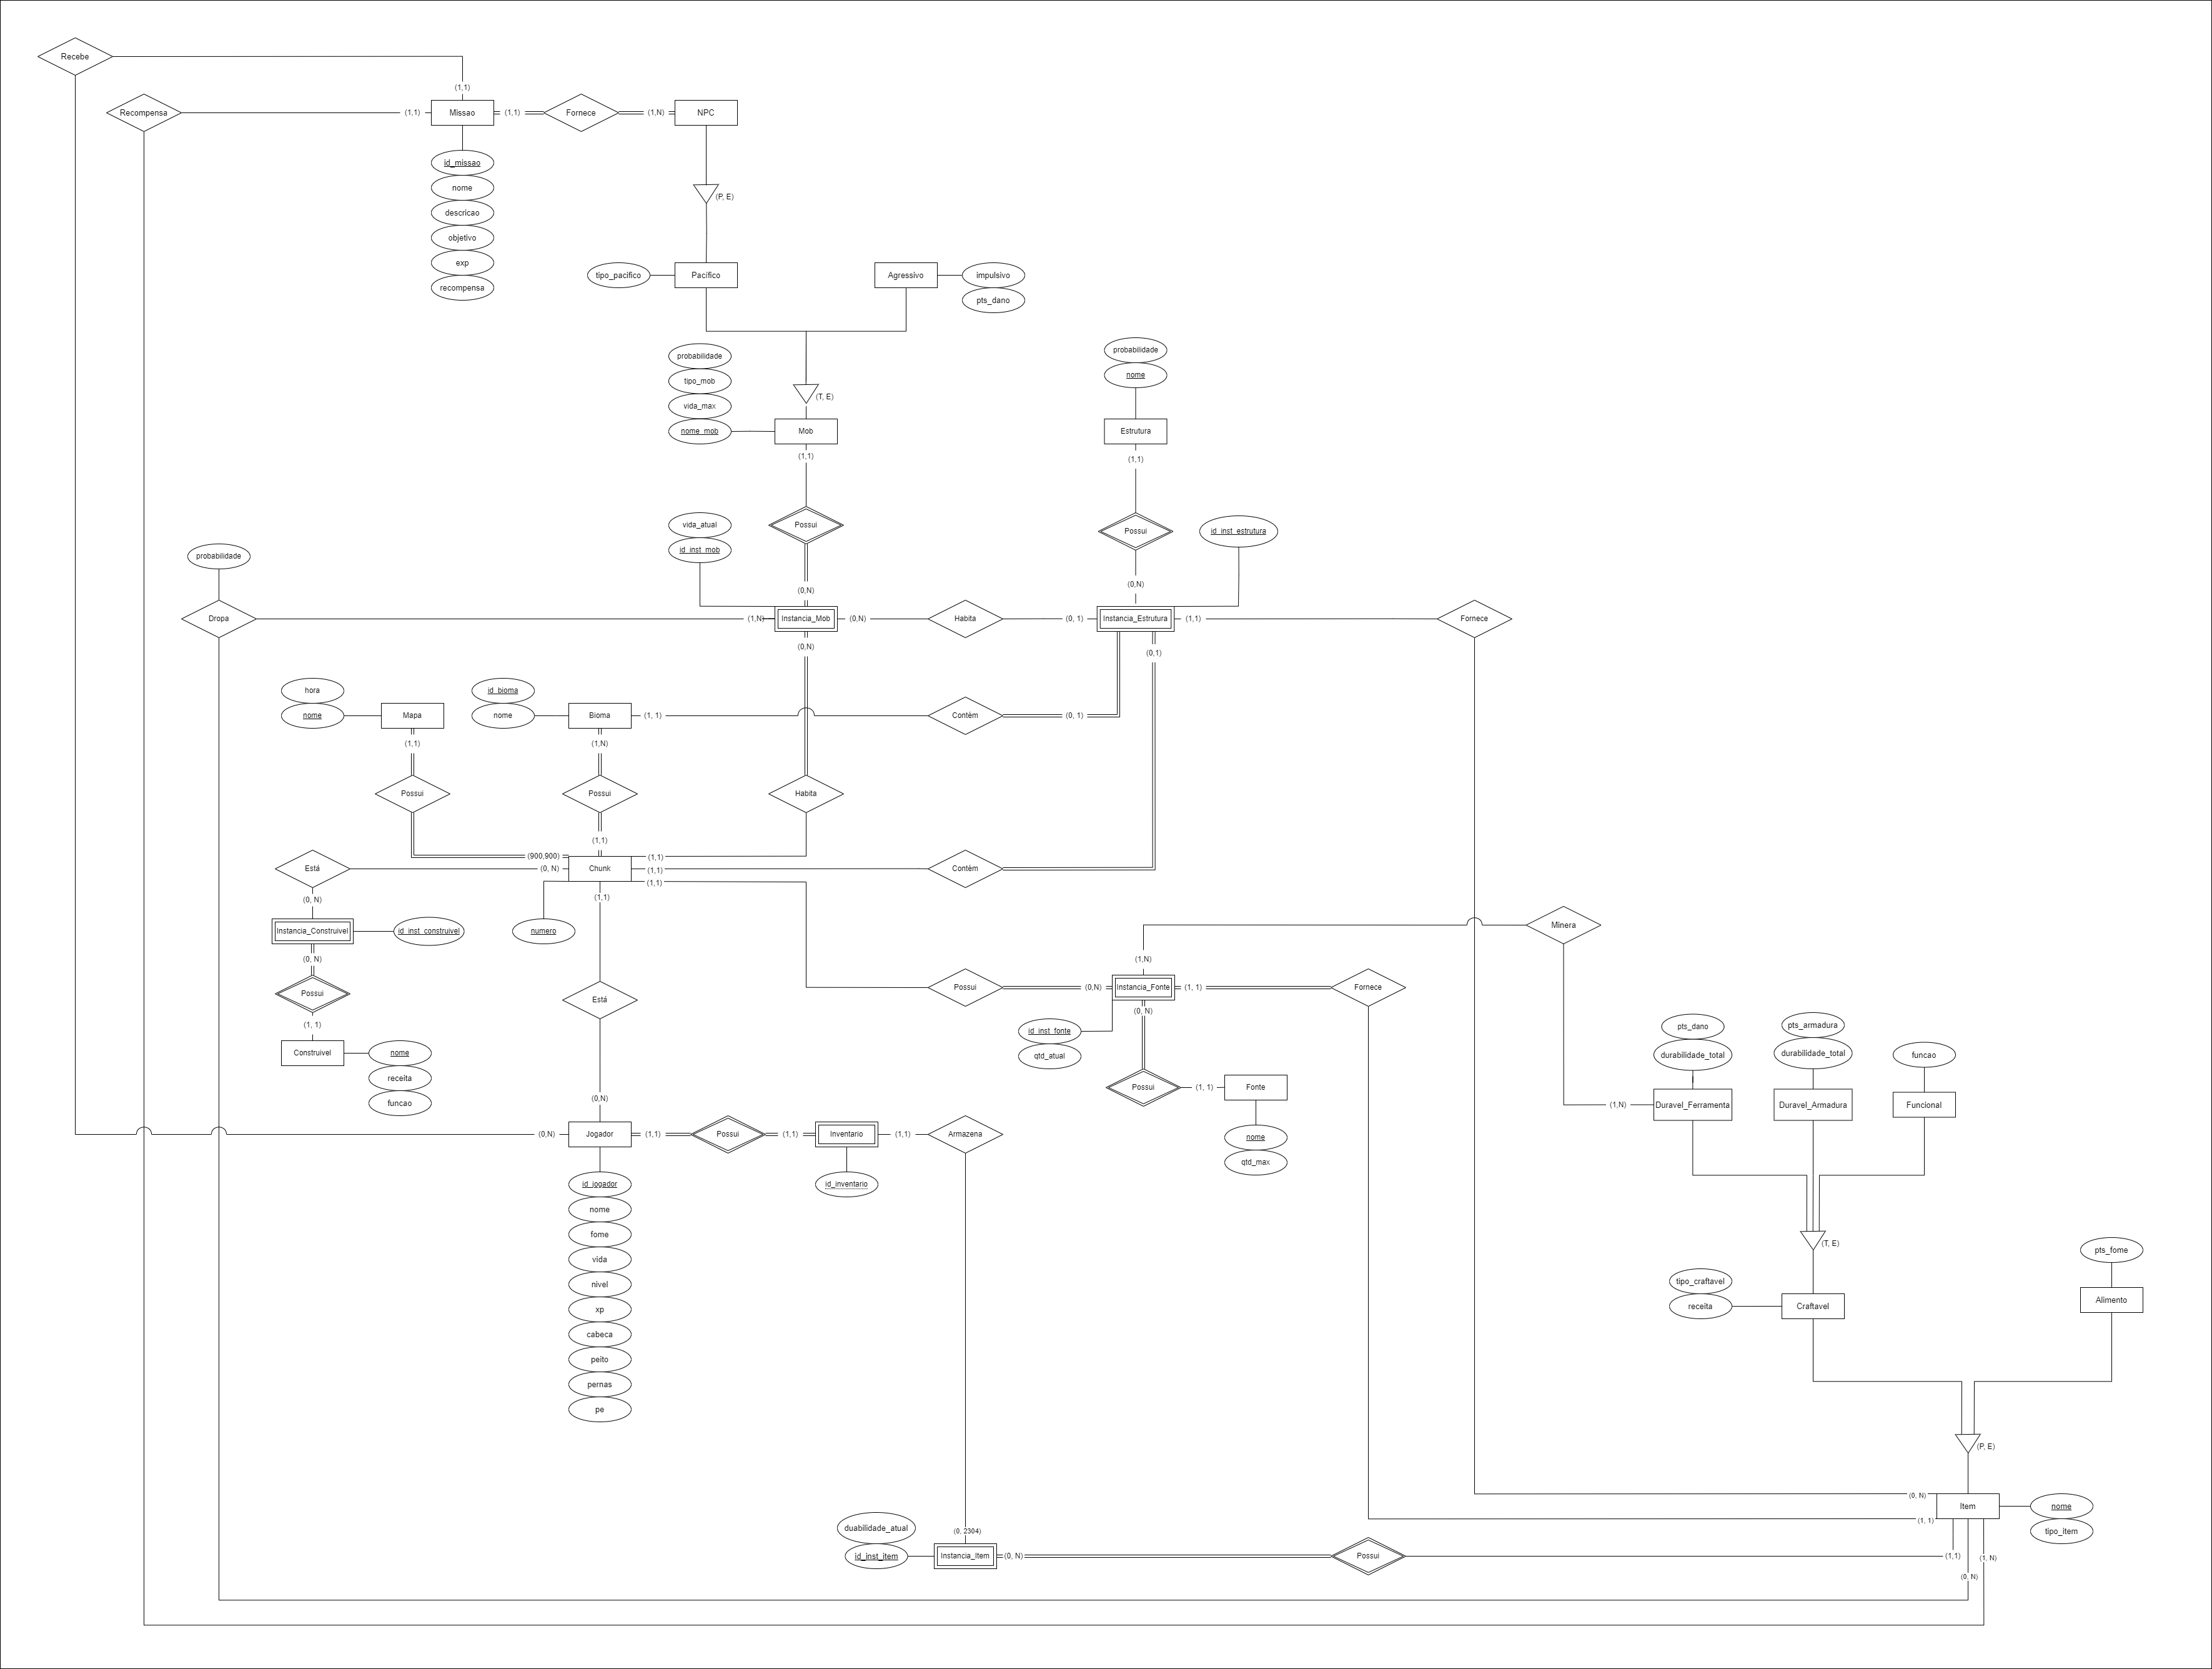 Recebe
(1,1)
Recompensa
(1,1)
Missao
(1,1)
Fornece
(1,N)
NPC
id_missao
nome
descricao
objetivo
exp
recompensa
(P, E)
tipo_pacifico
Pacífico
Agressivo
impulsivo
pts_dano
probabilidade
tipo_mob
vida_max
nome_mob
(T, E)
Mob
(1,1)
probabilidade
nome
Estrutura
(1,1)
vida_atual
id_inst_mob
Possui
Possui
id_inst_estrutura
probabilidade
(0,N)
(0,N)
Dropa
(1,N)
Instancia_Mob
(0,N)
Habita
(0, 1)
Instancia_Estrutura
(1,1)
Fornece
(0,N)
(0,1)
hora
nome
Mapa
id_bioma
nome
Bioma
(1, 1)
Contém
(0, 1)
(1,1)
(1,N)
Possui
Possui
Habita
(1,1)
(900,900)
(1,1)
Está
(0, N)
Chunk
(1,1)
Contém
(1,1)
(1,1)
(0, N)
Instancia_Construivel
id_inst_construivel
numero
Minera
(0, N)
(1,N)
Possui
Está
Possui
(0,N)
Instancia_Fonte
(1, 1)
Fornece
(0, N)
id_inst_fonte
qtd_atual
(1, 1)
Construivel
nome
receita
funcao
Possui
(1, 1)
Fonte
nome
qtd_max
pts_dano
durabilidade_total
pts_armadura
durabilidade_total
funcao
(1,N)
Duravel_Ferramenta
Duravel_Armadura
Funcional
(0,N)
(0,N)
Jogador
(1,1)
Possui
(1,1)
Inventario
(1,1)
Armazena
id_inventario
id_jogador
nome
fome
vida
nivel
xp
cabeca
peito
pernas
pe
(T, E)
tipo_craftavel
receita
Craftavel
pts_fome
Alimento
(P, E)
(0, N)
Item
nome
tipo_item
(1, 1)
(0, 2304)
duabilidade_atual
id_inst_item
Instancia_Item
(0, N)
Possui
(1,1)
(1, N)
(0, N)